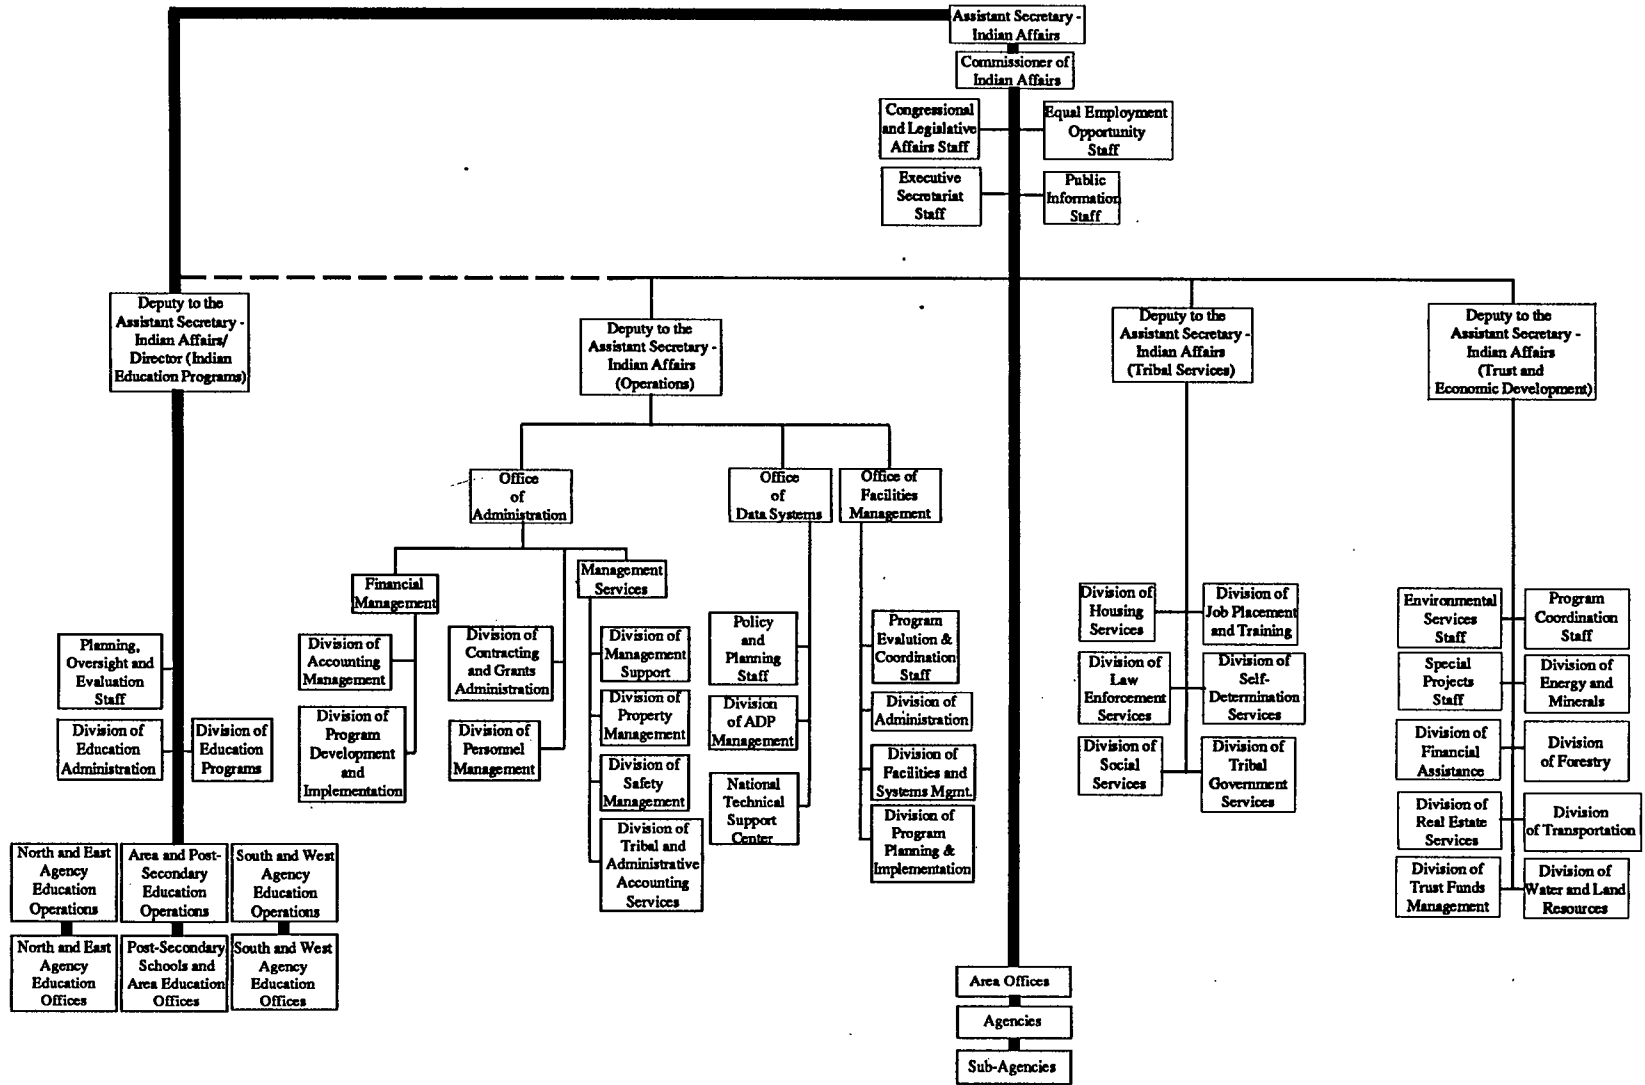 Assistant Secretary -
Indian Affairs
Commissioner of
Indian Affairs
Congressional
and Legislative
Affairs Staff
Equal Employment
Opportunity
Staff
Executive
Secretariat
Staff
Public
Information
Staff
Deputy to the
Assistant Secretary -
Indian Affairs/
Director (Indian
Education Programs)
Deputy to the
Assistant Secretary -
Indian Affairs
(Operations)
Deputy to the
Assistant Secretary -
Indian Affairs
(Tribal Services)
Deputy to the
Assistant Secretary -
Indian Affairs
(Trust and
Economic Development)
Office
of
Administration
Office
of
Data Systems
Office of
Facilities
Management
Financial
Management
Management
Services
Planning,
Oversight and
Evaluation
Staff
Division of
Education
Administration
Division of
Education
Programs
Division of
Accounting
Management
Division of
Program
Development
and
Implementation
Division of
Contracting
and Grants
Administration
Division of
Personnel
Management
Division of
Management
Support
Division of
Property
Management
Division of
Safety
Management
Division of
Tribal and
Administrative
Accounting
Services
Policy
and
Planning
Staff
Division
of ADP
Management
National
Technical
Support
Center
Program
Evalution &
Coordination
Staff
Division of
Administration
Division of
Facilities and
Systems Mgmt.
Division of
Program
Planning &
Implementation
Division of
Housing
Services
Division of
Job Placement
and Training
Division of
Law
Enforcement
Services
Division of
Self-
Determination
Services
Division of
Social
Services
Division of
Tribal
Government
Services
Environmental
Services
Staff
Program
Coordination
Staff
Special
Projects
Staff
Division of
Energy and
Minerals
Division of
Financial
Assistance
Division
of Forestry
Division of
Real Estate
Services
Division
of Transportation
Division of
Trust Funds
Management
Division of
Water and Land
Resources
North and East
Agency
Education
Operations
Area and Post-
Secondary
Education
Operations
South and West
Agency
Education
Operations
North and East
Agency
Education
Offices
Post-Secondary
Schools and
Area Education
Offices
South and West
Agency
Education
Offices
Area Offices
Agencies
Sub-Agencies